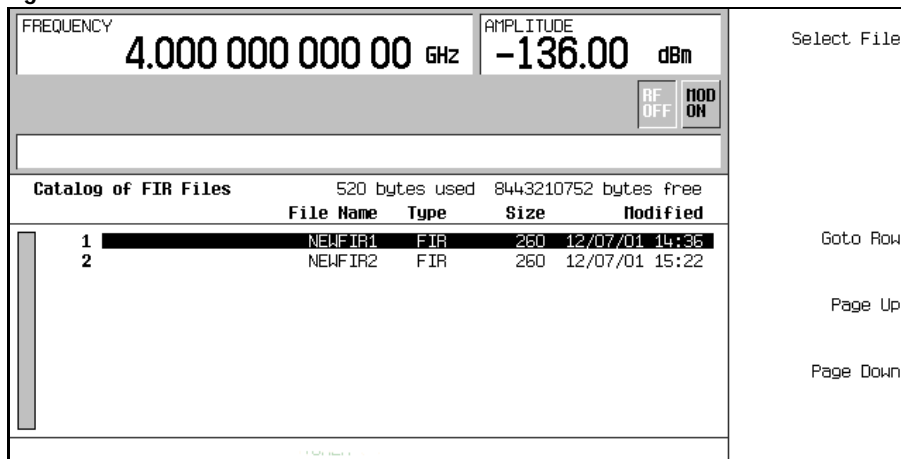 FREQUENCY
4.000 000 000 00 GHz
AMPLITUDE
-136.00 dBm
RF OFF
MOD ON
Catalog of FIR Files 520 bytes used 8443210752 bytes free
File Name Type Size Modified
1 NEWFIR1 FIR 260 12/07/01 14:36
2 NEWFIR2 FIR 260 12/07/01 15:22
Select File
Goto Row
Page Up
Page Down